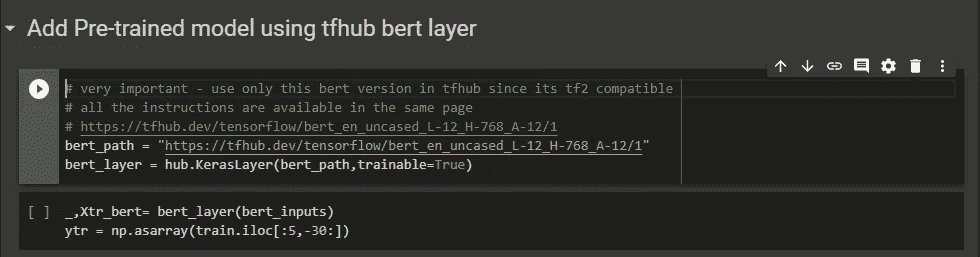 Add Pre-trained model using tfhub bert layer
# very important - use only this bert version in tfhub since its tf2 compatible
# all the instructions are available in the same page
# https://tfhub.dev/tensorflow/bert_en_uncased_L-12_H-768_A-12/1
bert_path = "https://tfhub.dev/tensorflow/bert_en_uncased_L-12_H-768_A-12/1"
bert_layer = hub.KerasLayer(bert_path,trainable=True)
[ ] _,Xtr_bert= bert_layer(bert_inputs)
ytr = np.asarray(train.iloc[:5,-30:])